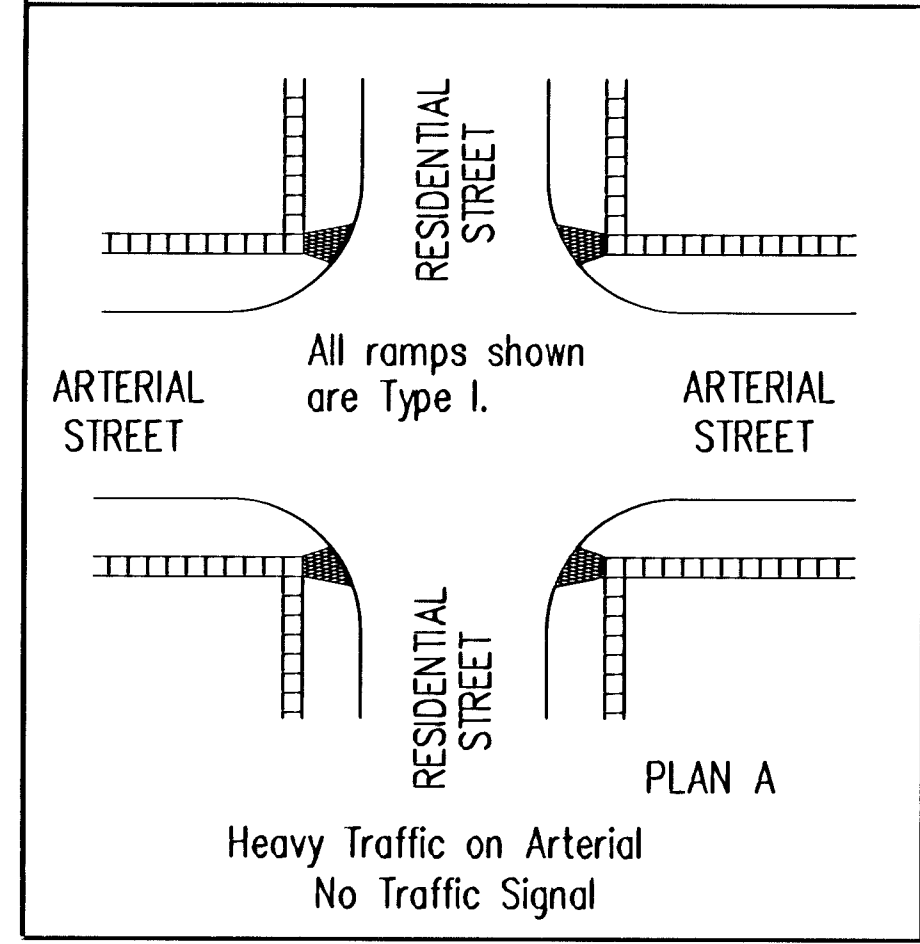 RESIDENTIAL
STREET
All ramps shown
are Type I.
ARTERIAL
STREET
ARTERIAL
STREET
RESIDENTIAL
STREET
PLAN A
Heavy Traffic on Arterial
No Traffic Signal